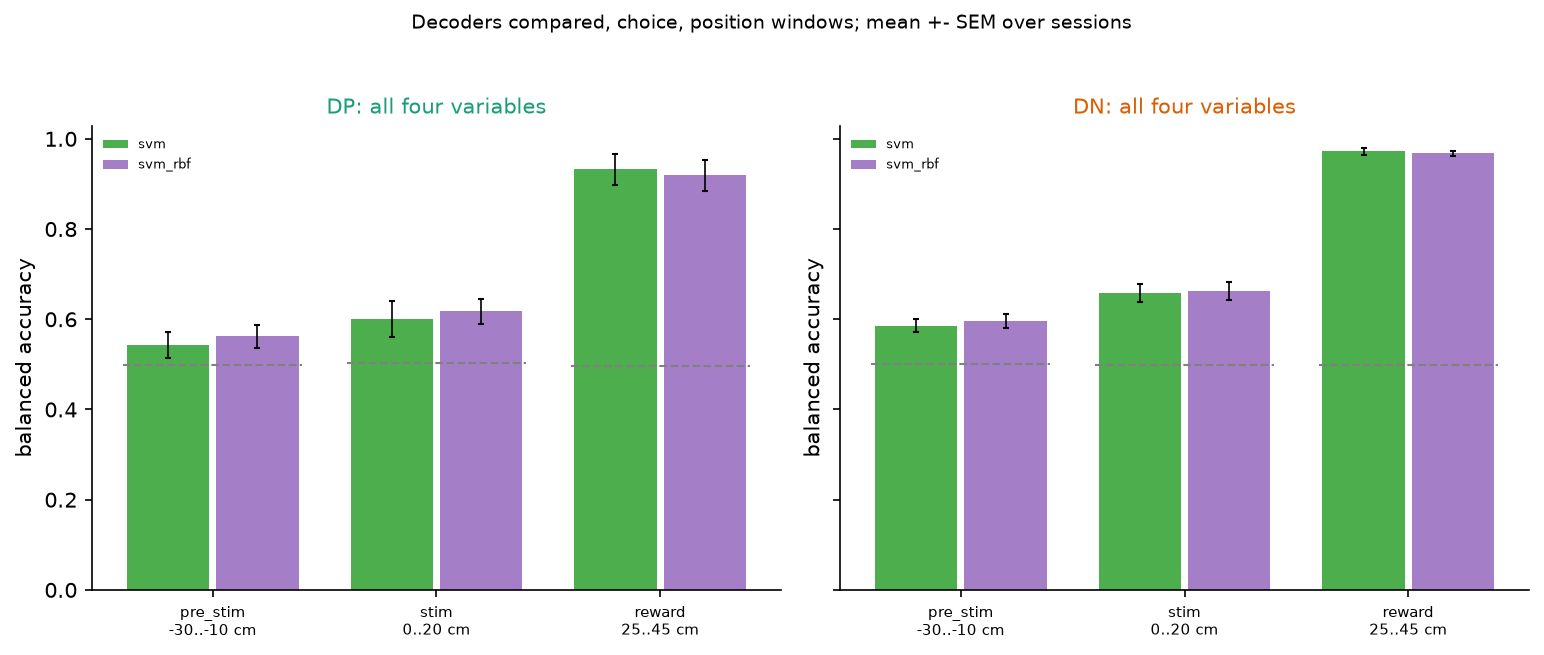 Decoders compared, choice, position windows; mean +- SEM over sessions
DP: all four variables
balanced accuracy
1.0
0.8
0.6
0.4
0.2
0.0
svm
svm_rbf
pre_stim
-30..-10 cm
stim
0..20 cm
reward
25..45 cm
DN: all four variables
balanced accuracy
svm
svm_rbf
pre_stim
-30..-10 cm
stim
0..20 cm
reward
25..45 cm